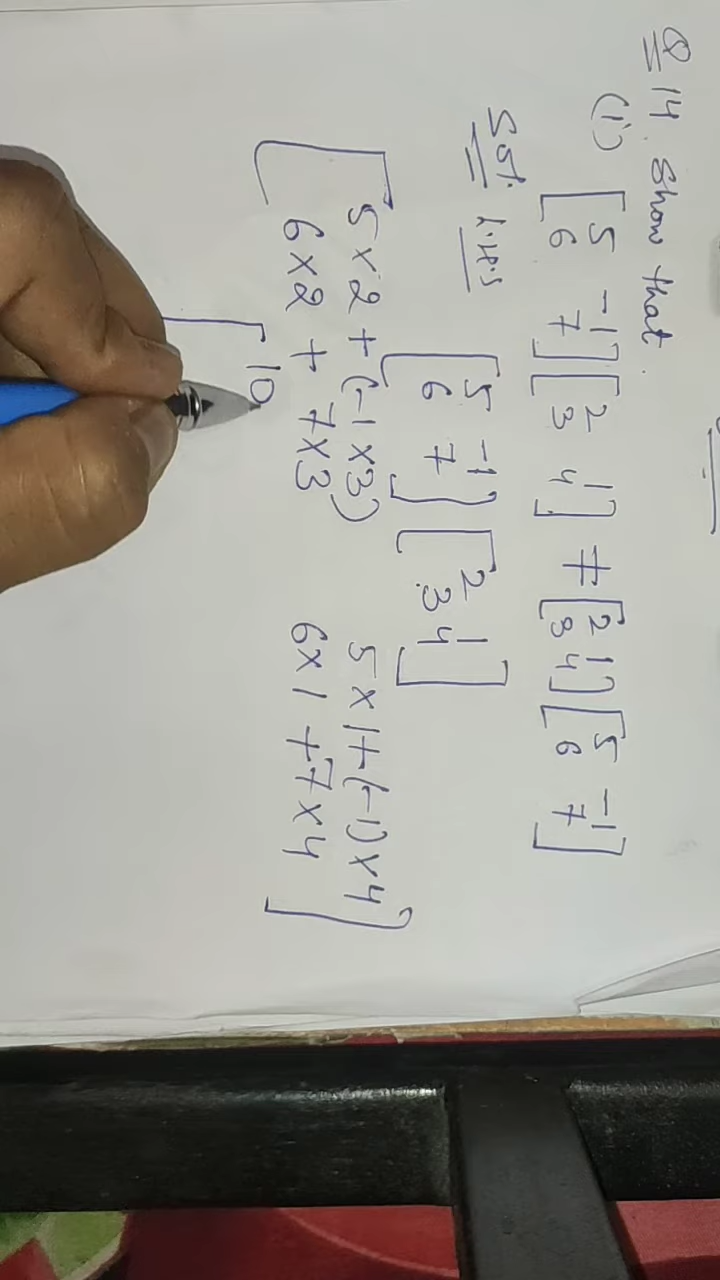 Q 14. Show that.
(i) [5 -1] [2 1] ≠ [2 1] [5 -1]
[6 7] [3 4] [3 4] [6 7]
Sol. L.H.S
[5 -1] [2 1]
[6 7] [3 4]
[5×2 + (-1×3) 5×1+(-1)×4]
[6×2 + 7×3 6×1 +7×4]
[10